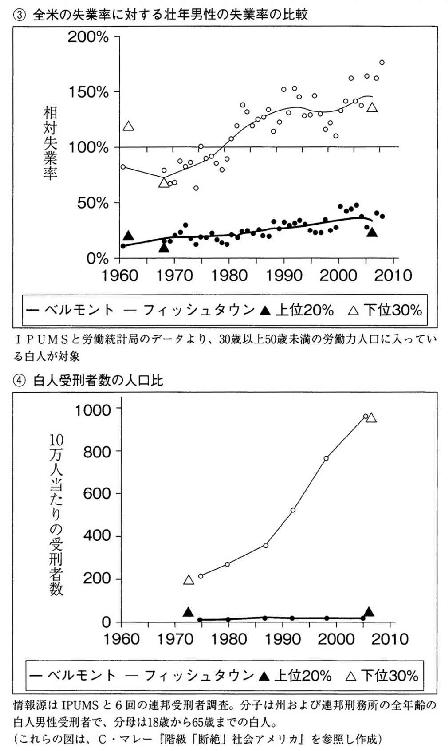 ③ 全米の失業率に対する壮年男性の失業率の比較
200%
150%
100%
50%
0%
相対失業率
1960 1970 1980 1990 2000 2010
ベルモント フィッシュタウン ▲上位20% △下位30%
ＩＰＵＭＳと労働統計局のデータより、30歳以上50歳未満の労働力人口に入ってい
る白人が対象
④ 白人受刑者数の人口比
1000
800
600
400
200
0
10万人当たりの受刑者数
1960 1970 1980 1990 2000 2010
ベルモント フィッシュタウン ▲上位20% △下位30%
情報源はIPUMSと６回の連邦受刑者調査。分子は州および連邦刑務所の全年齢の
白人男性受刑者で、分母は18歳から65歳までの白人。
(これらの図は、Ｃ・マレー『階級「断絶」社会アメリカ』を参照し作成)